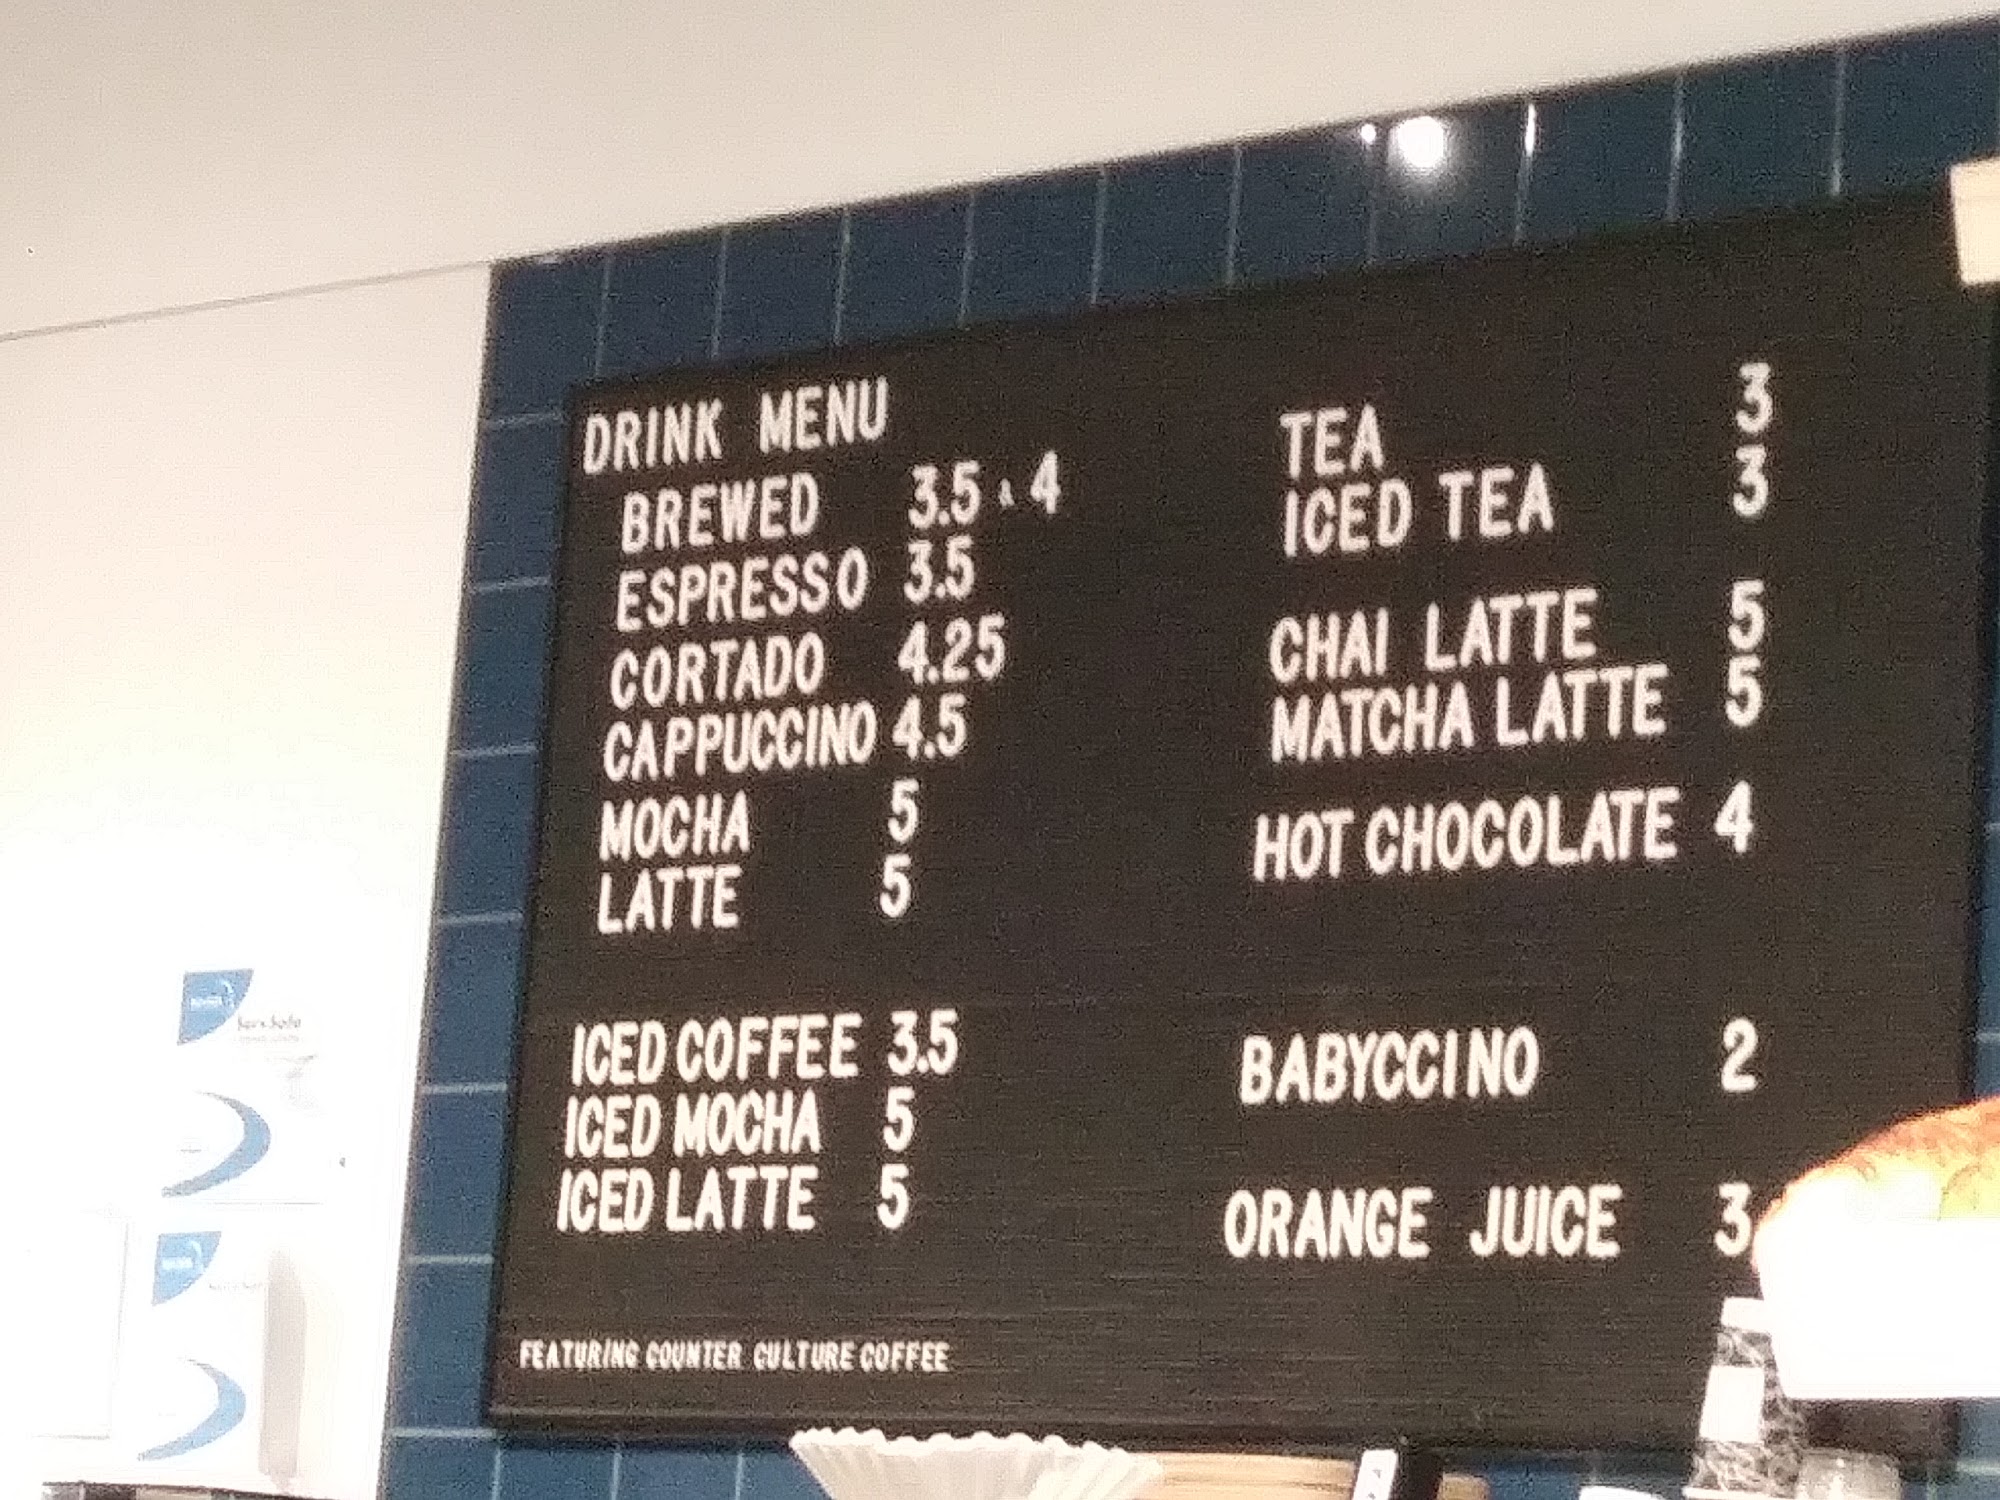 DRINK MENU
BREWED 3.5 & 4
ESPRESSO 3.5
CORTADO 4.25
CAPPUCCINO 4.5
MOCHA 5
LATTE 5
ICED COFFEE 3.5
ICED MOCHA 5
ICED LATTE 5
FEATURING COUNTER CULTURE COFFEE
TEA 3
ICED TEA 3
CHAI LATTE 5
MATCHA LATTE 5
HOT CHOCOLATE 4
BABYCCINO 2
ORANGE JUICE 3